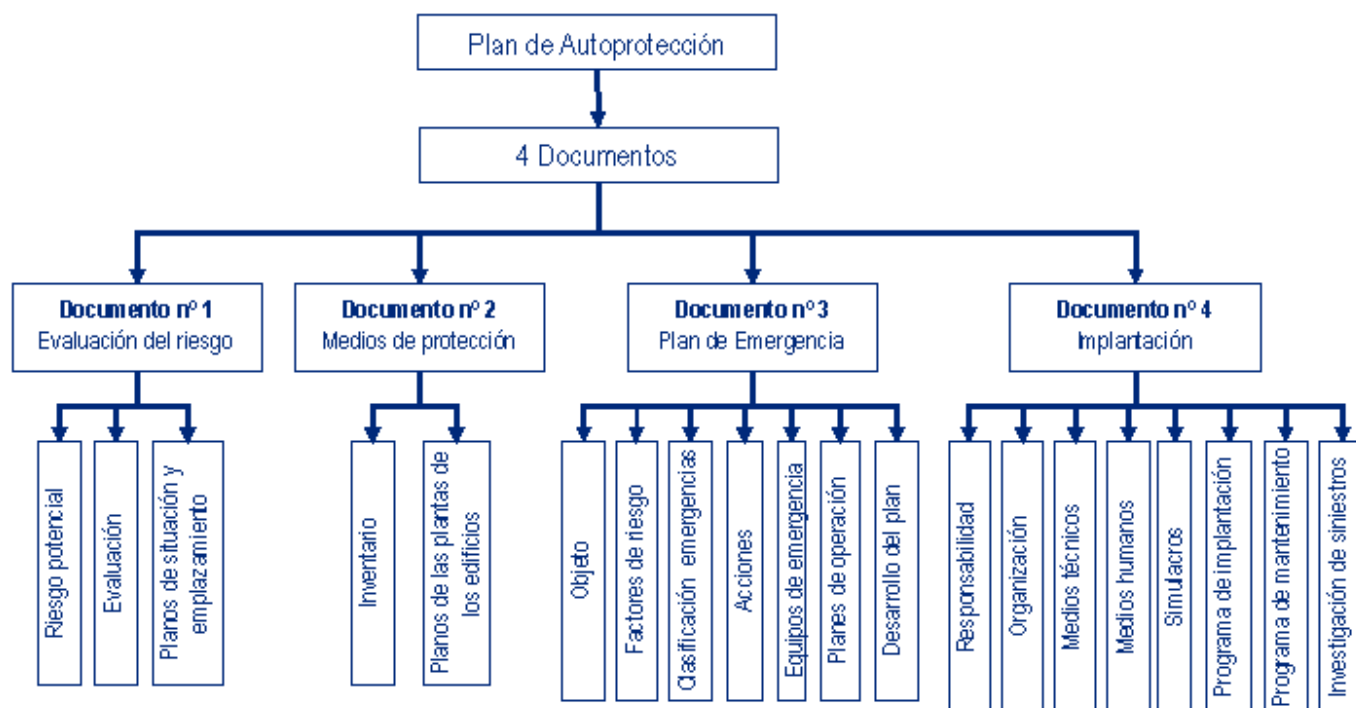 Plan de Autoprotección
4 Documentos
Documento nº 1
Evaluación del riesgo
Documento nº 2
Medios de protección
Documento nº 3
Plan de Emergencia
Documento nº 4
Implantación
Riesgo potencial
Evaluación
Planos de situación y
emplazamiento
Inventario
Planos de las plantas de
los edificios
Objeto
Factores de riesgo
Clasificación emergencias
Acciones
Equipos de emergencia
Planes de operación
Desarrollo del plan
Responsabilidad
Organización
Medios técnicos
Medios humanos
Simulacros
Programa de implantación
Programa de mantenimiento
Investigación de siniestros